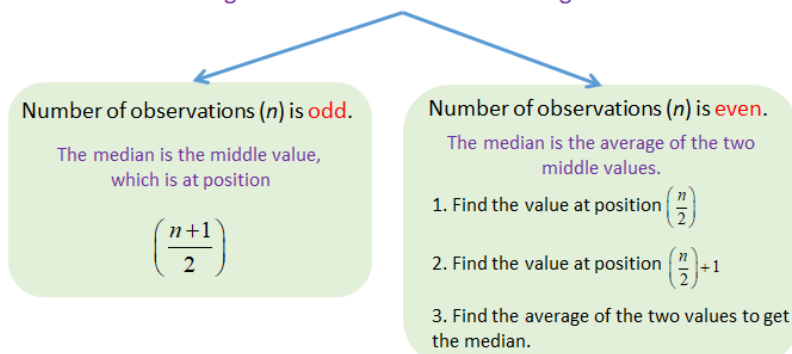 Number of observations (n) is odd.
The median is the middle value,
which is at position
(n+1/2)
Number of observations (n) is even.
The median is the average of the two
middle values.
1. Find the value at position (n/2)
2. Find the value at position (n/2)+1
3. Find the average of the two values to get
the median.